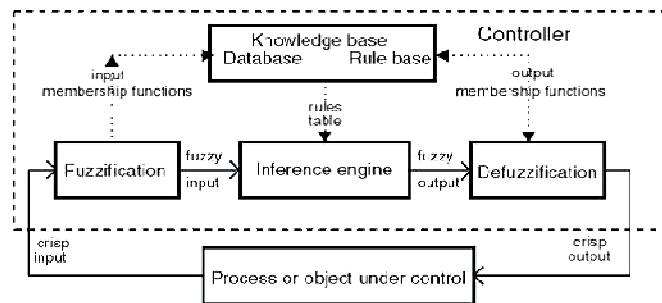 Knowledge base
Database Rule base
Controller
input
membership functions
output
membership functions
rules
table
Fuzzification
fuzzy
input
Inference engine
fuzzy
output
Defuzzification
crisp
input
crisp
output
Process or object under control